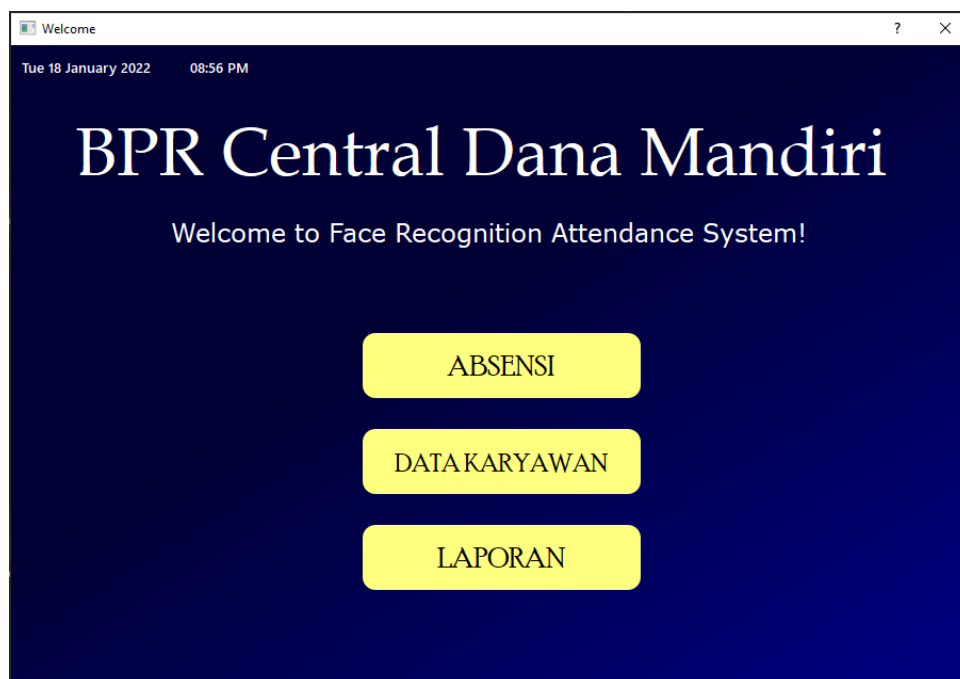 Welcome ?
Tue 18 January 2022 08:56 PM
BPR Central Dana Mandiri
Welcome to Face Recognition Attendance System!
ABSENSI
DATA KARYAWAN
LAPORAN